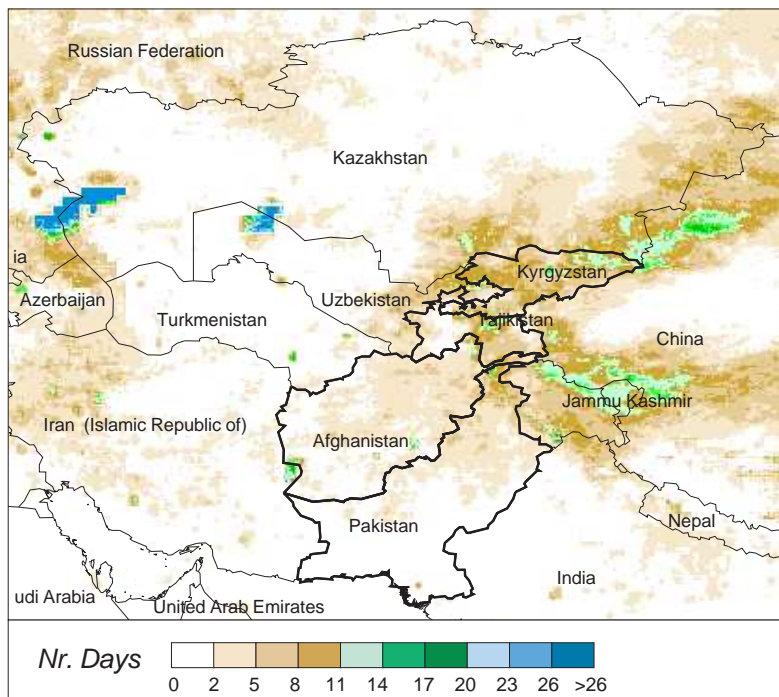 Russian Federation
Kazakhstan
ia
Kyrgyzstan
Azerbaijan
Uzbekistan
Turkmenistan
Tajikistan
China
Jammu Kashmir
Iran (Islamic Republic of)
Afghanistan
Pakistan
Nepal
India
udi Arabia
United Arab Emirates
Nr. Days
0 2 5 8 11 14 17 20 23 26 >26